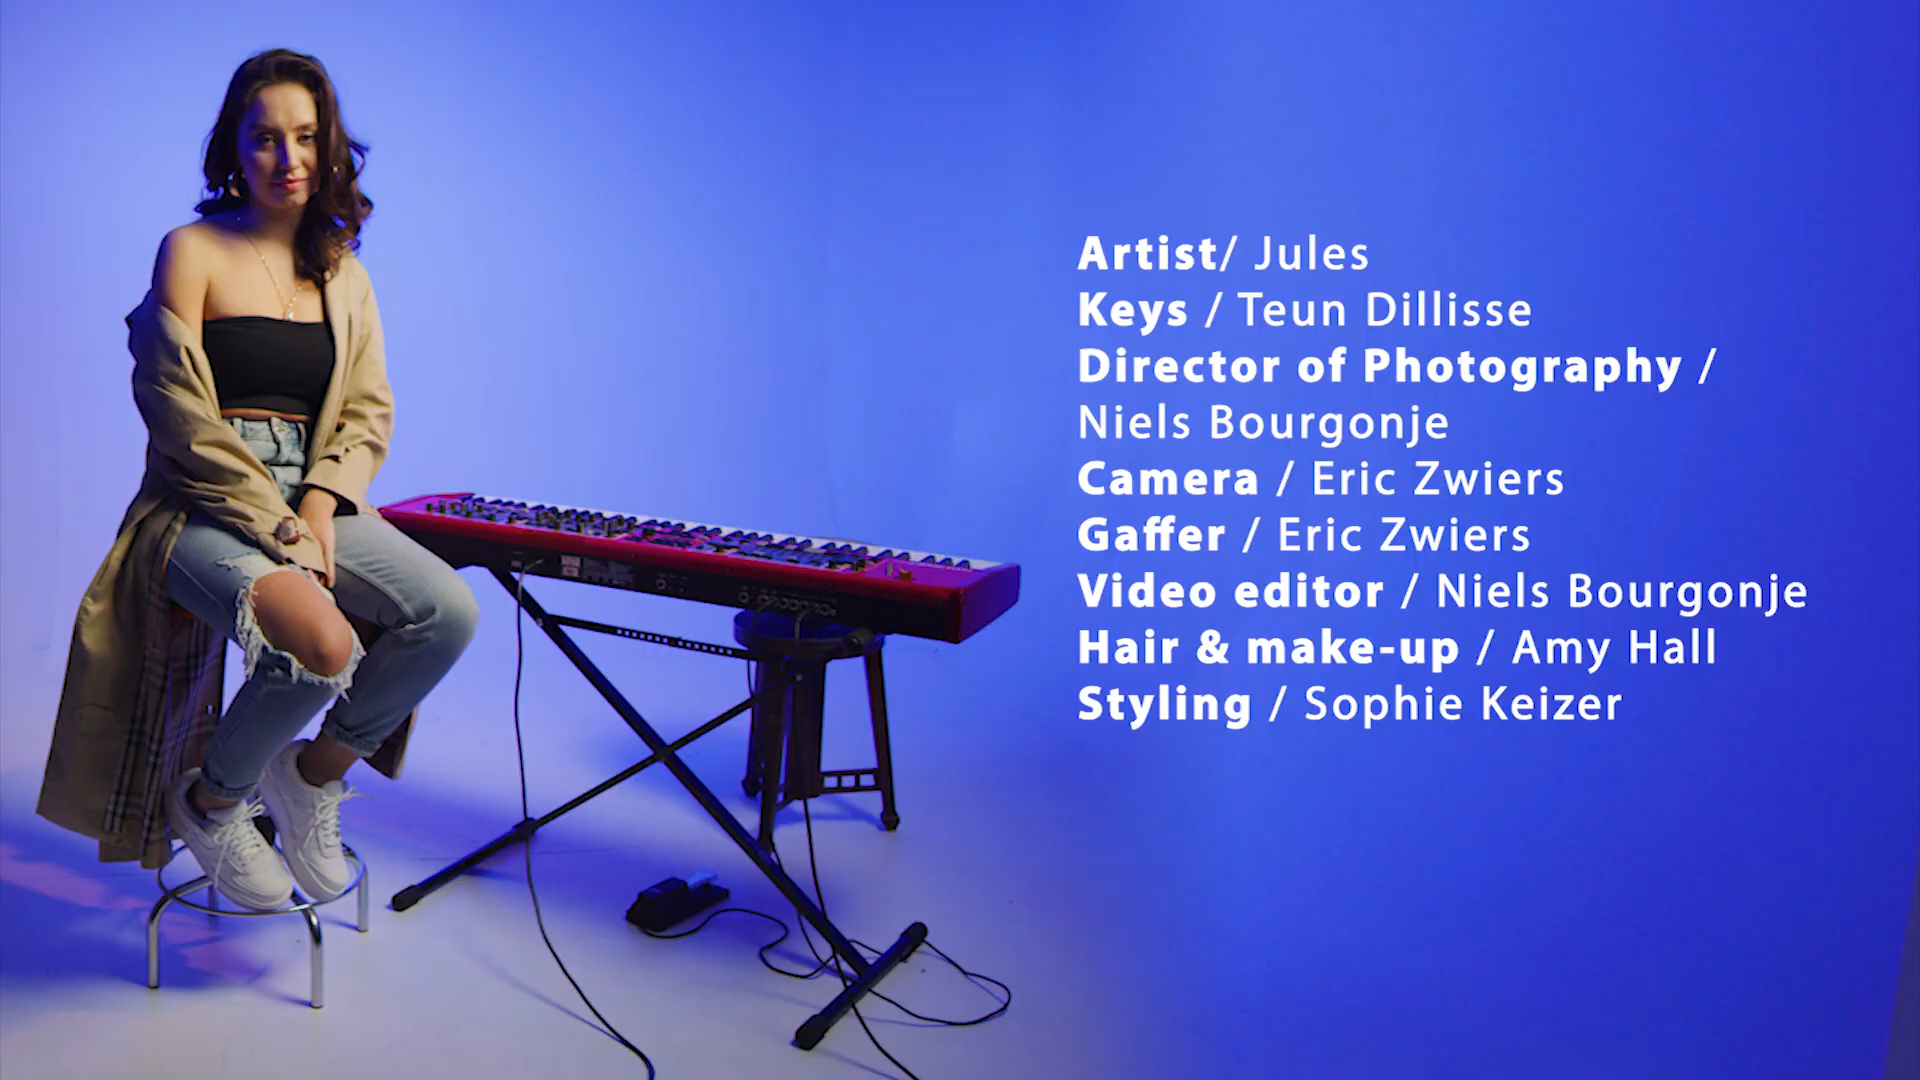 Artist/ Jules
Keys / Teun Dillisse
Director of Photography /
Niels Bourgonje
Camera / Eric Zwiers
Gaffer / Eric Zwiers
Video editor / Niels Bourgonje
Hair & make-up / Amy Hall
Styling / Sophie Keizer